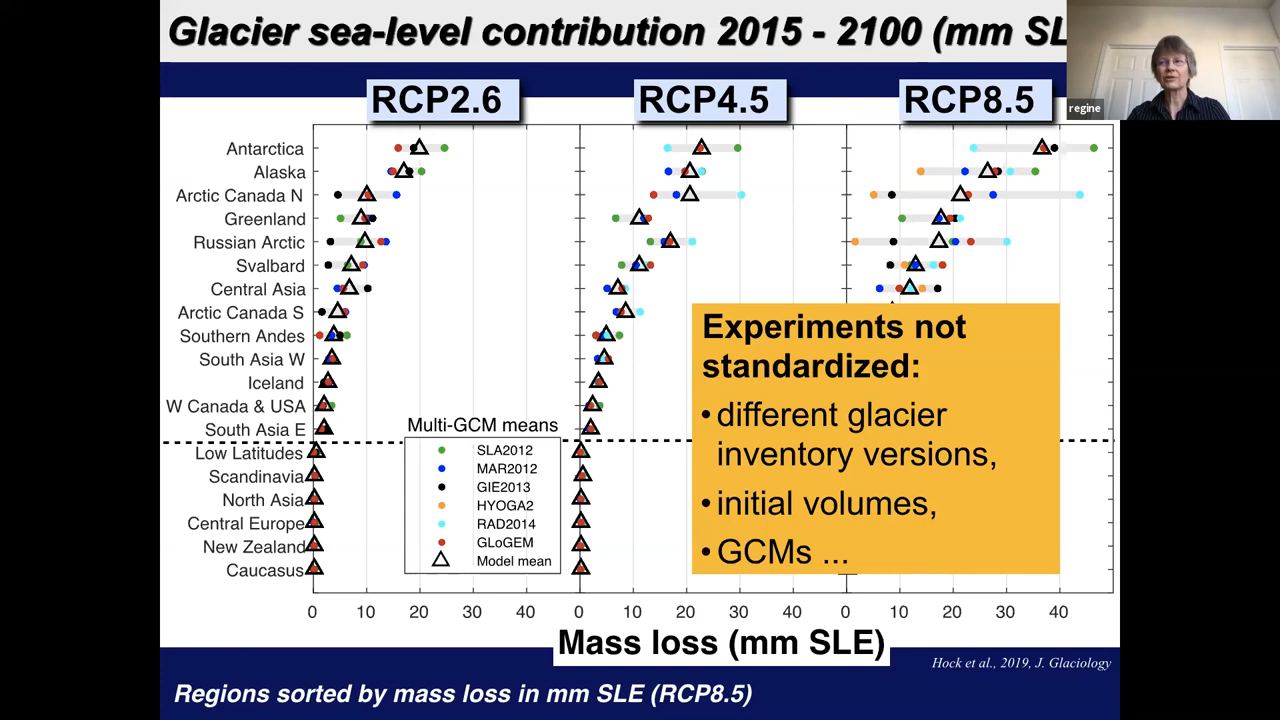 Glacier sea-level contribution 2015 - 2100 (mm SL
regine
RCP2.6
RCP4.5
RCP8.5
Antarctica
Alaska
Arctic Canada N
Greenland
Russian Arctic
Svalbard
Central Asia
Arctic Canada S
Southern Andes
South Asia W
Iceland
W Canada & USA
South Asia E
Low Latitudes
Scandinavia
North Asia
Central Europe
New Zealand
Caucasus
Multi-GCM means
SLA2012
MAR2012
GIE2013
HYOGA2
RAD2014
GLoGEM
Model mean
Experiments not
standardized:
• different glacier
inventory versions,
• initial volumes,
• GCMs ...
0 10 20 30 40 0 10 20 30 40 0 10 20 30 40
Mass loss (mm SLE)
Hock et al., 2019, J. Glaciology
Regions sorted by mass loss in mm SLE (RCP8.5)